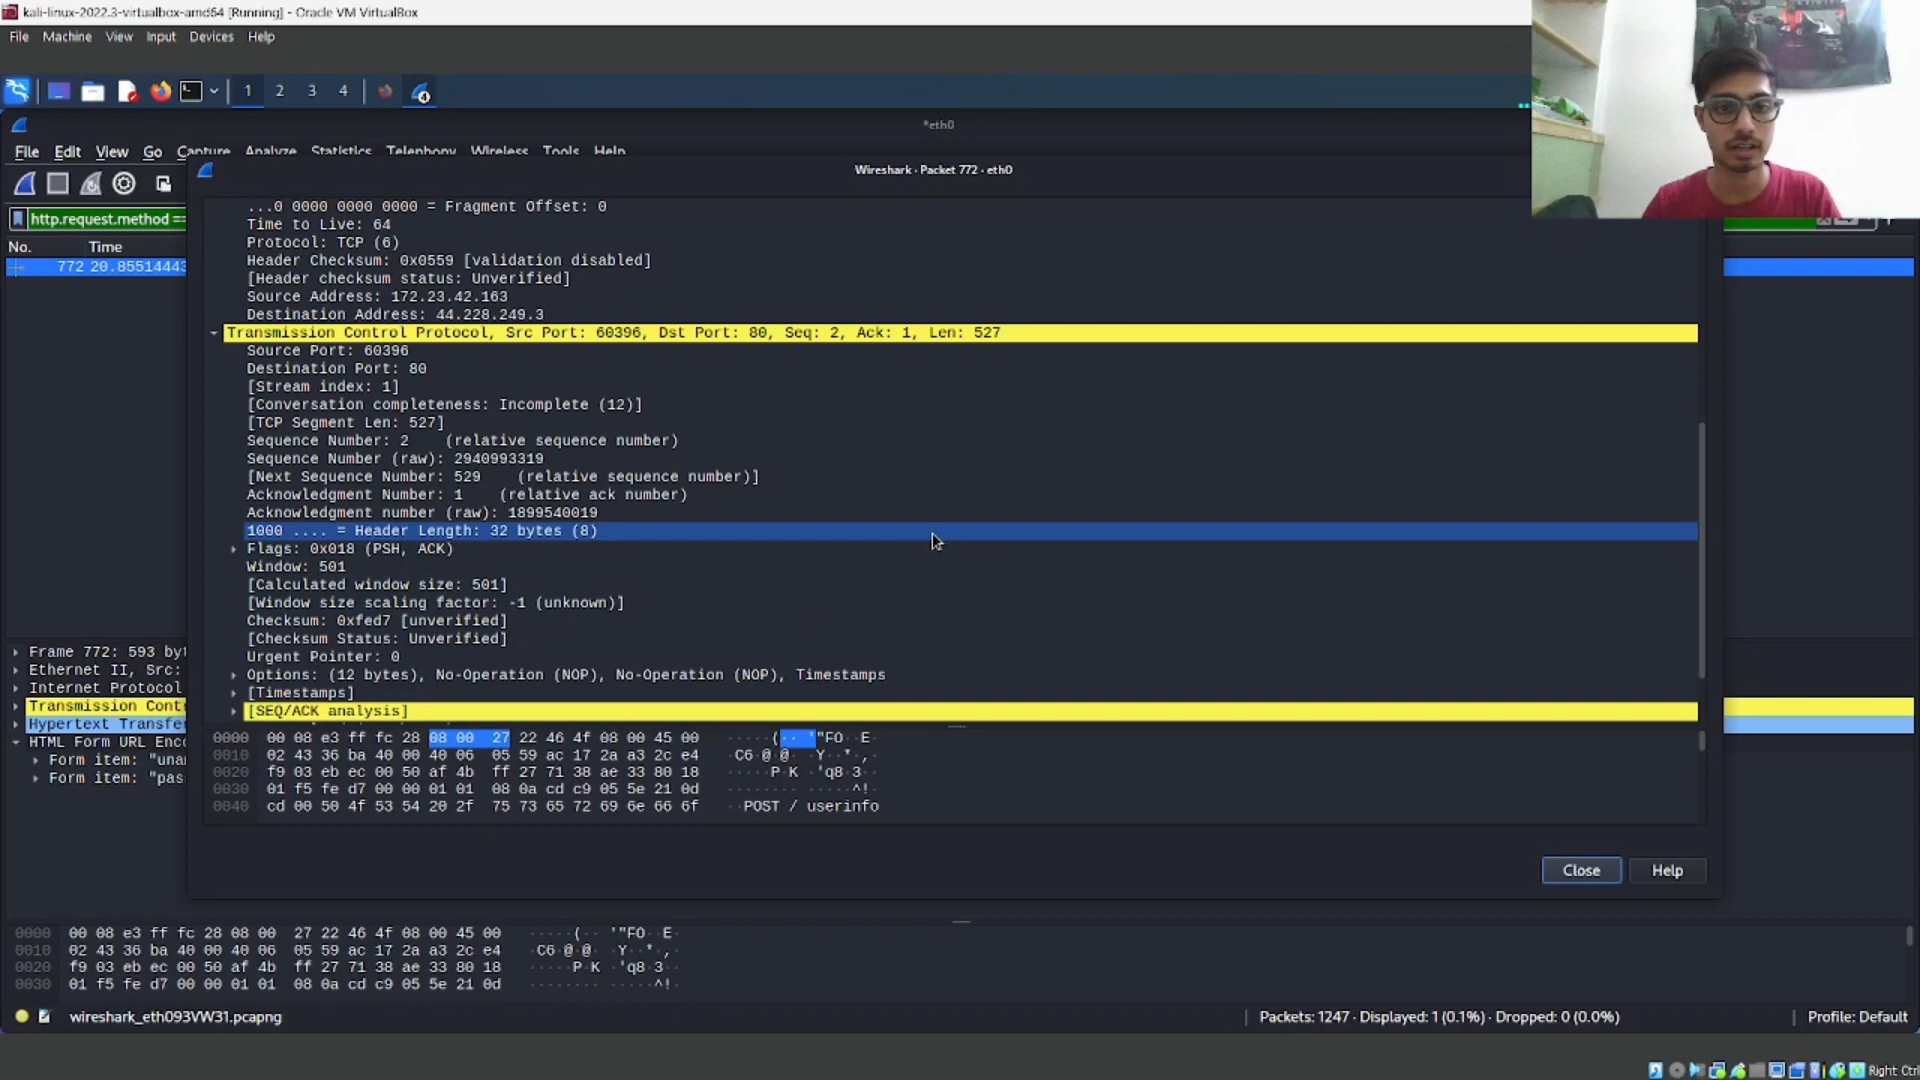 kali-linux-2022.3-virtualbox-amd64 [Running] - Oracle VM VirtualBox
File Machine View Input Devices Help
1 2 3 4
*eth0
File Edit View Go Capture Analyze Statistics Telephony Wireless Tools Help
Wireshark · Packet 772 · eth0
http.request.method ==
No. Time
772 20.85514443
...0 0000 0000 0000 = Fragment Offset: 0
Time to Live: 64
Protocol: TCP (6)
Header Checksum: 0x0559 [validation disabled]
[Header checksum status: Unverified]
Source Address: 172.23.42.163
Destination Address: 44.228.249.3
Transmission Control Protocol, Src Port: 60396, Dst Port: 80, Seq: 2, Ack: 1, Len: 527
Source Port: 60396
Destination Port: 80
[Stream index: 1]
[Conversation completeness: Incomplete (12)]
[TCP Segment Len: 527]
Sequence Number: 2 (relative sequence number)
Sequence Number (raw): 2940993319
[Next Sequence Number: 529 (relative sequence number)]
Acknowledgment Number: 1 (relative ack number)
Acknowledgment number (raw): 1899540019
1000 .... = Header Length: 32 bytes (8)
Flags: 0x018 (PSH, ACK)
Window: 501
[Calculated window size: 501]
[Window size scaling factor: -1 (unknown)]
Checksum: 0xfed7 [unverified]
[Checksum Status: Unverified]
Urgent Pointer: 0
Options: (12 bytes), No-Operation (NOP), No-Operation (NOP), Timestamps
[Timestamps]
[SEQ/ACK analysis]
Frame 772: 593 byt
Ethernet II, Src:
Internet Protocol
Transmission Cont
Hypertext Transfe
HTML Form URL Enco
Form item: "una
Form item: "pas
0000 00 08 e3 ff fc 28 08 00 27 22 46 4f 08 00 45 00 ·····(·· '"FO··E·
0010 02 43 36 ba 40 00 40 06 05 59 ac 17 2a a3 2c e4 ·C6·@·@· ·Y··*·,·
0020 f9 03 eb ec 00 50 af 4b ff 27 71 38 ae 33 80 18 ·····P·K ·'q8·3··
0030 01 f5 fe d7 00 00 01 01 08 0a cd c9 05 5e 21 0d ········ ·····^!·
0040 cd 00 50 4f 53 54 20 2f 75 73 65 72 69 6e 66 6f ··POST / userinfo
Close Help
0000 00 08 e3 ff fc 28 08 00 27 22 46 4f 08 00 45 00 ·····(·· '"FO··E·
0010 02 43 36 ba 40 00 40 06 05 59 ac 17 2a a3 2c e4 ·C6·@·@· ·Y··*·,·
0020 f9 03 eb ec 00 50 af 4b ff 27 71 38 ae 33 80 18 ·····P·K ·'q8·3··
0030 01 f5 fe d7 00 00 01 01 08 0a cd c9 05 5e 21 0d ········ ·····^!·
wireshark_eth093VW31.pcapng
Packets: 1247 · Displayed: 1 (0.1%) · Dropped: 0 (0.0%)
Profile: Default
Right Ctrl